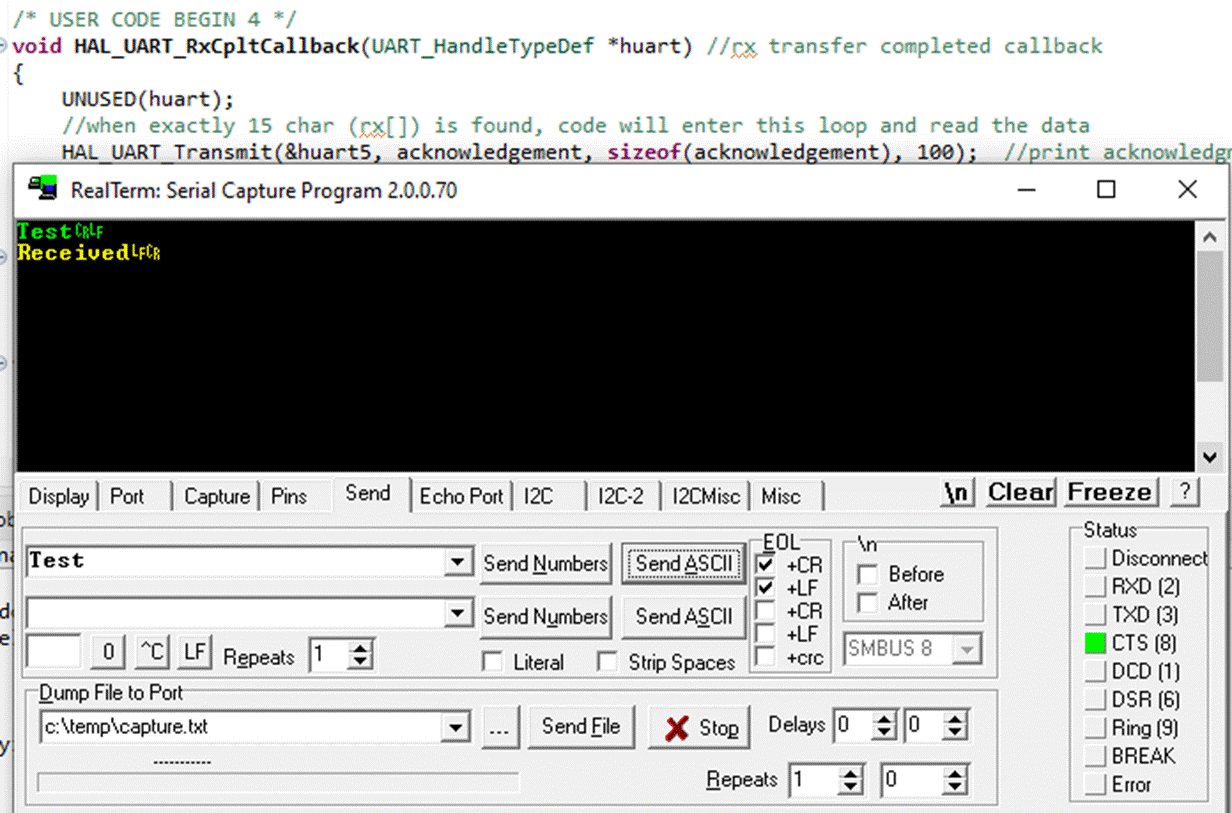 /* USER CODE BEGIN 4 */
void HAL_UART_RxCpltCallback(UART_HandleTypeDef *huart) //rx transfer completed callback
{
UNUSED(huart);
//when exactly 15 char (rx[]) is found, code will enter this loop and read the data
HAL_UART_Transmit(&huart5, acknowledgement, sizeof(acknowledgement), 100); //print
RealTerm: Serial Capture Program 2.0.0.70
TestCRLF
ReceivedLFCR
Display Port Capture Pins Send Echo Port I2C I2C-2 I2CMisc Misc \n Clear Freeze ?
Test Send Numbers Send ASCII
Send Numbers Send ASCII
0 ^C LF Repeats 1 Literal Strip Spaces
EOL
+CR
+LF
+CR
+LF
+crc
\n
Before
After
SMBUS 8
Status
Disconnect
RXD (2)
TXD (3)
CTS (8)
DCD (1)
DSR (6)
Ring (9)
BREAK
Error
Dump File to Port
c:\temp\capture.txt ... Send File Stop Delays 0 0
Repeats 1 0